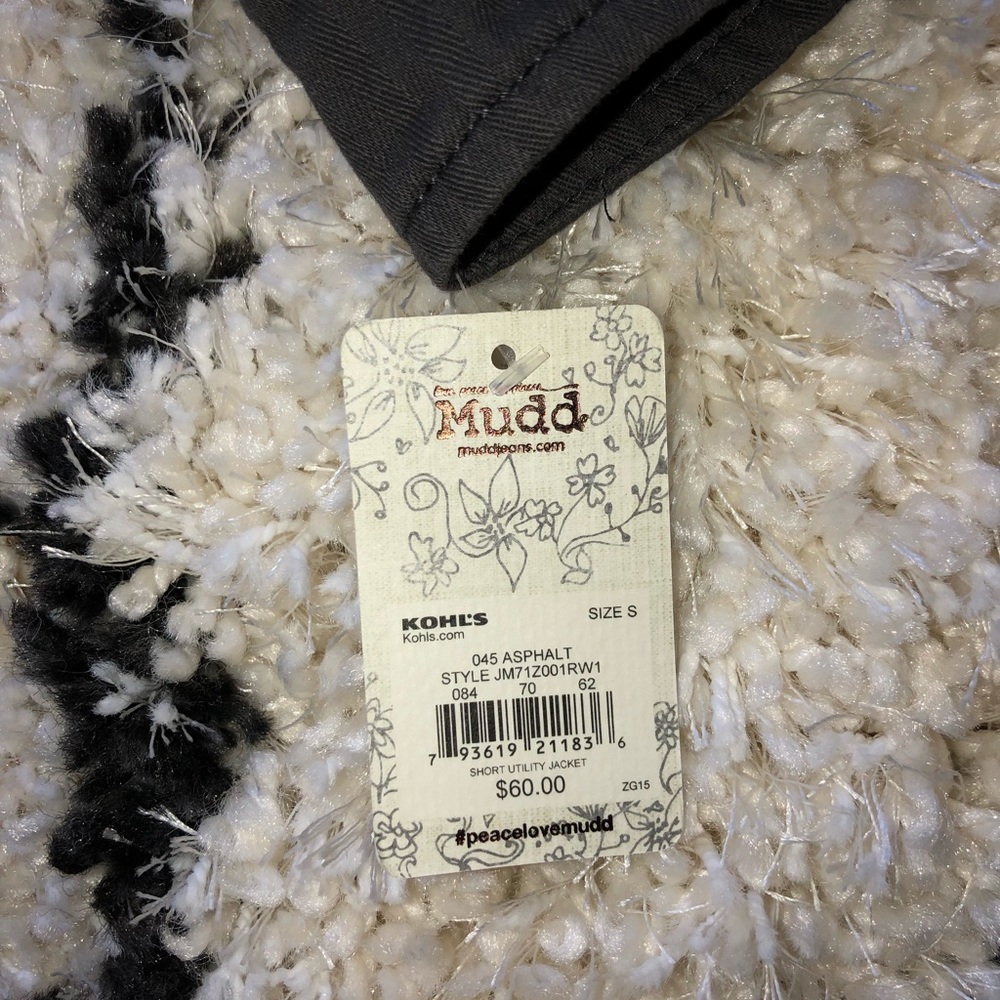 Mudd
muddjeans.com
KOHL'S
SIZE S
Kohls.com
045 ASPHALT
STYLE JM71Z001RW1
084 70 62
7 93619 21183 6
SHORT UTILITY JACKET
$60.00
ZG15
#peacelovemudd